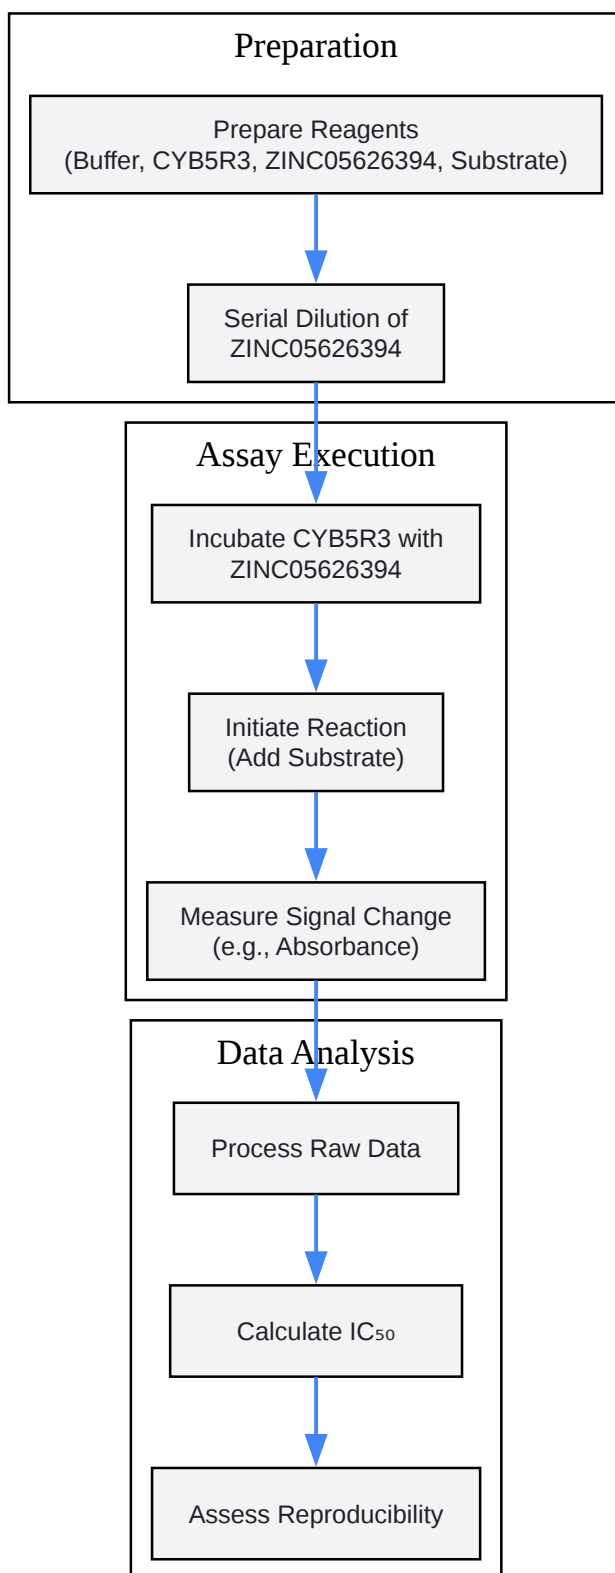 Preparation
Prepare Reagents
(Buffer, CYB5R3, ZINC05626394, Substrate)
Serial Dilution of
ZINC05626394
Assay Execution
Incubate CYB5R3 with
ZINC05626394
Initiate Reaction
(Add Substrate)
Measure Signal Change
(e.g., Absorbance)
Data Analysis
Process Raw Data
Calculate IC₅₀
Assess Reproducibility